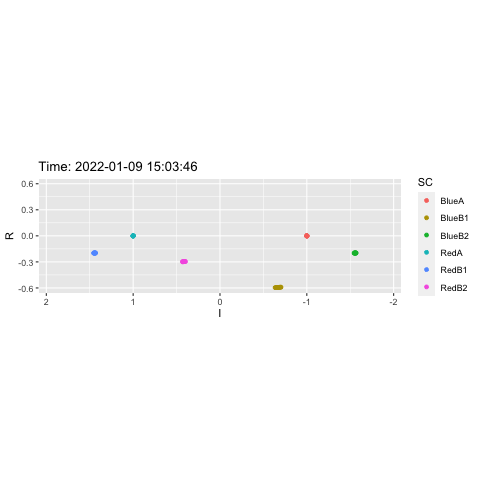 Time: 2022-01-09 15:03:46
R
0.6
0.3
0.0
-0.3
-0.6
2
1
0
-1
-2
I
SC
BlueA
BlueB1
BlueB2
RedA
RedB1
RedB2